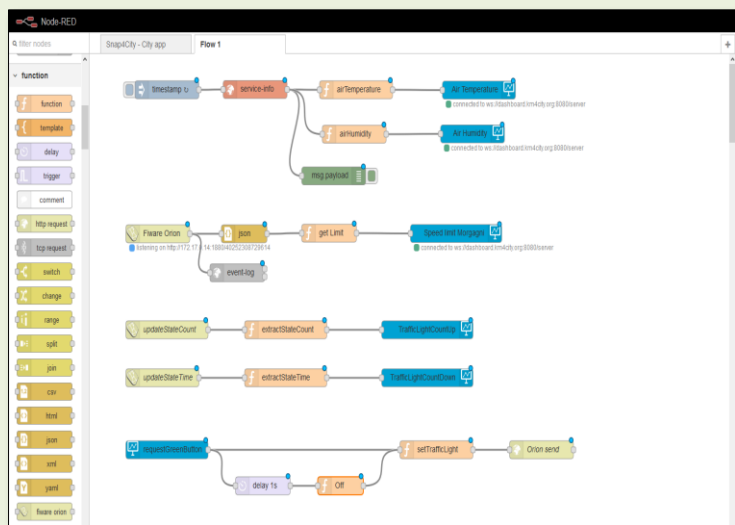 Node-RED
filter nodes
Snap4City - City app
Flow 1
+
function
function
template
delay
trigger
comment
http request
tcp request
switch
change
range
split
join
csv
html
json
xml
yaml
fiware orion
timestamp ↻
service-info
airTemperature
Air Temperature
connected to ws://dashboard.km4city.org:8080/server
airHumidity
Air Humidity
connected to ws://dashboard.km4city.org:8080/server
msg.payload
Fiware Orion
json
get Limit
Speed limit Morgagni
connected to ws://dashboard.km4city.org:8080/server
event-log
updateStateCount
extractStateCount
TrafficLightCountUp
updateStateTime
extractStateTime
TrafficLightCountDown
requestGreenButton
setTrafficLight
Orion send
delay 1s
Off